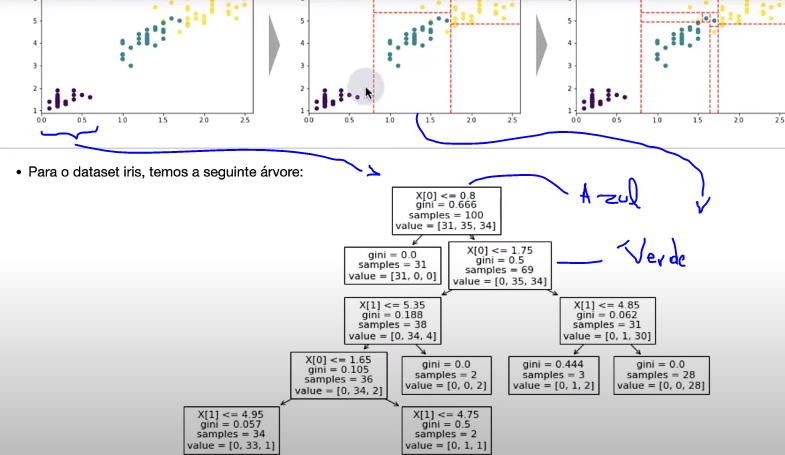 5
4
3
2
1
0.0 0.5 1.0 1.5 2.0 2.5
5
4
3
2
1
0.0 0.5 1.0 1.5 2.0 2.5
5
4
3
2
1
0.0 0.5 1.0 1.5 2.0 2.5
• Para o dataset iris, temos a seguinte árvore:
X[0] <= 0.8
gini = 0.666
samples = 100
value = [31, 35, 34]
Azul
gini = 0.0
samples = 31
value = [31, 0, 0]
X[0] <= 1.75
gini = 0.5
samples = 69
value = [0, 35, 34]
Verde
X[1] <= 5.35
gini = 0.188
samples = 38
value = [0, 34, 4]
X[1] <= 4.85
gini = 0.062
samples = 31
value = [0, 1, 30]
X[0] <= 1.65
gini = 0.105
samples = 36
value = [0, 34, 2]
gini = 0.0
samples = 2
value = [0, 0, 2]
gini = 0.444
samples = 3
value = [0, 1, 2]
gini = 0.0
samples = 28
value = [0, 0, 28]
X[1] <= 4.95
gini = 0.057
samples = 34
value = [0, 33, 1]
X[1] <= 4.75
gini = 0.5
samples = 2
value = [0, 1, 1]